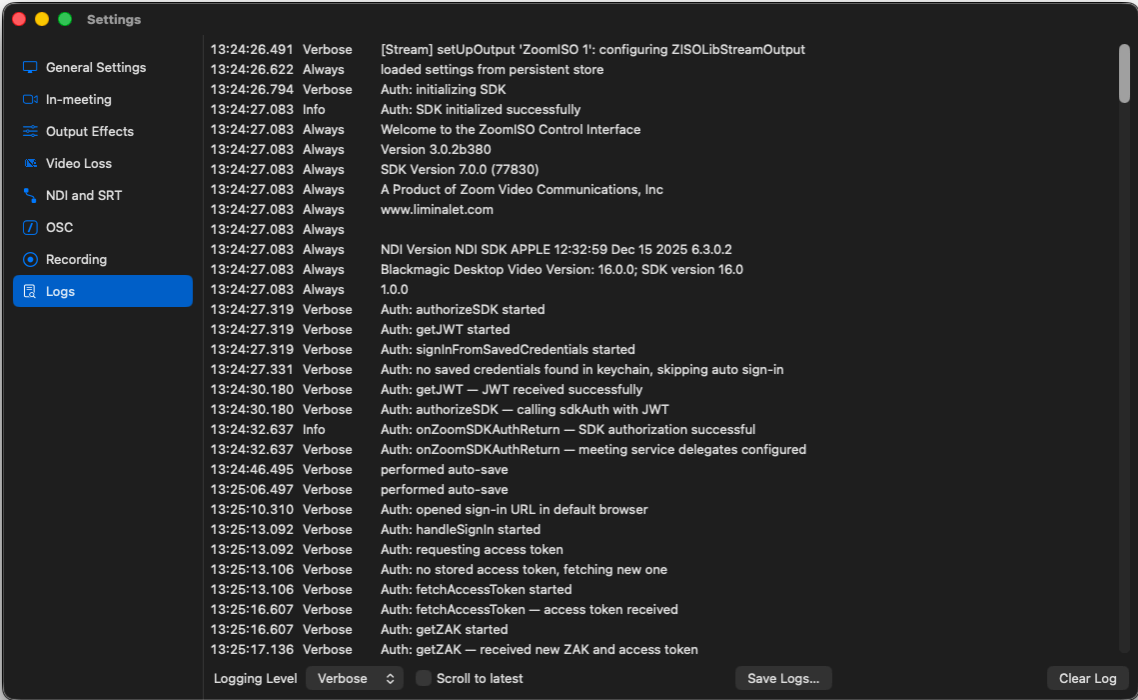 Settings
General Settings
In-meeting
Output Effects
Video Loss
NDI and SRT
OSC
Recording
Logs
13:24:26.491 Verbose [Stream] setUpOutput 'ZoomISO 1': configuring ZISOLibStreamOutput
13:24:26.622 Always loaded settings from persistent store
13:24:26.794 Verbose Auth: initializing SDK
13:24:27.083 Info Auth: SDK initialized successfully
13:24:27.083 Always Welcome to the ZoomISO Control Interface
13:24:27.083 Always Version 3.0.2b380
13:24:27.083 Always SDK Version 7.0.0 (77830)
13:24:27.083 Always A Product of Zoom Video Communications, Inc
13:24:27.083 Always www.liminalet.com
13:24:27.083 Always
13:24:27.083 Always NDI Version NDI SDK APPLE 12:32:59 Dec 15 2025 6.3.0.2
13:24:27.083 Always Blackmagic Desktop Video Version: 16.0.0; SDK version 16.0
13:24:27.083 Always 1.0.0
13:24:27.319 Verbose Auth: authorizeSDK started
13:24:27.319 Verbose Auth: getJWT started
13:24:27.319 Verbose Auth: signInFromSavedCredentials started
13:24:27.331 Verbose Auth: no saved credentials found in keychain, skipping auto sign-in
13:24:30.180 Verbose Auth: getJWT — JWT received successfully
13:24:30.180 Verbose Auth: authorizeSDK — calling sdkAuth with JWT
13:24:32.637 Info Auth: onZoomSDKAuthReturn — SDK authorization successful
13:24:32.637 Verbose Auth: onZoomSDKAuthReturn — meeting service delegates configured
13:24:46.495 Verbose performed auto-save
13:25:06.497 Verbose performed auto-save
13:25:10.310 Verbose Auth: opened sign-in URL in default browser
13:25:13.092 Verbose Auth: handleSignIn started
13:25:13.092 Verbose Auth: requesting access token
13:25:13.106 Verbose Auth: no stored access token, fetching new one
13:25:13.106 Verbose Auth: fetchAccessToken started
13:25:16.607 Verbose Auth: fetchAccessToken — access token received
13:25:16.607 Verbose Auth: getZAK started
13:25:17.136 Verbose Auth: getZAK — received new ZAK and access token
Logging Level Verbose Scroll to latest Save Logs... Clear Log